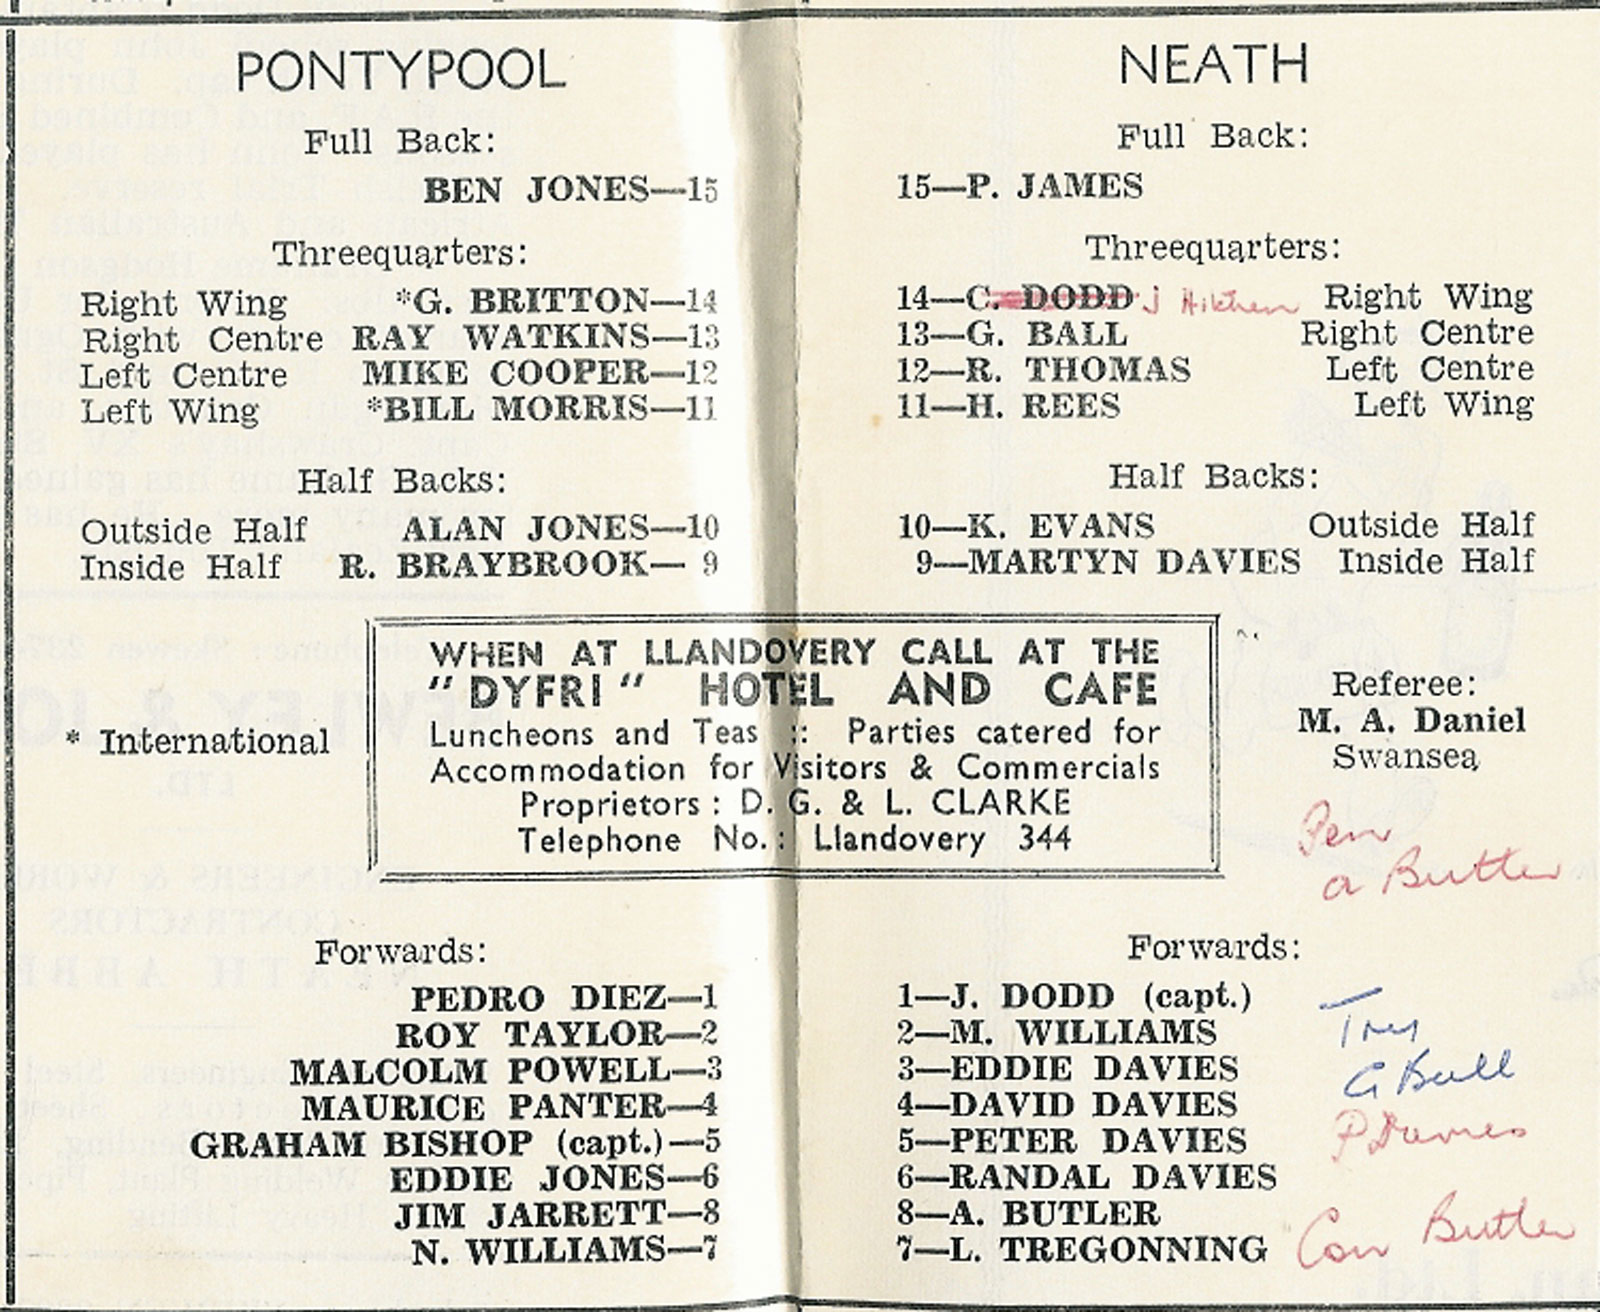 PONTYPOOL
Full Back:
BEN JONES—15
Threequarters:
Right Wing *G. BRITTON—14
Right Centre RAY WATKINS—13
Left Centre MIKE COOPER—12
Left Wing *BILL MORRIS—11
Half Backs:
Outside Half ALAN JONES—10
Inside Half R. BRAYBROOK— 9
NEATH
Full Back:
15—P. JAMES
Threequarters:
14—C. DODD J Hikhen Right Wing
13—G. BALL Right Centre
12—R. THOMAS Left Centre
11—H. REES Left Wing
Half Backs:
10—K. EVANS Outside Half
9—MARTYN DAVIES Inside Half
* International
WHEN AT LLANDOVERY CALL AT THE
"DYFRI" HOTEL AND CAFE
Luncheons and Teas :: Parties catered for
Accommodation for Visitors & Commercials
Proprietors: D. G. & L. CLARKE
Telephone No.: Llandovery 344
Referee:
M. A. Daniel
Swansea
Pen
a Butler
Forwards:
PEDRO DIEZ—1
ROY TAYLOR—2
MALCOLM POWELL—3
MAURICE PANTER—4
GRAHAM BISHOP (capt.)—5
EDDIE JONES—6
JIM JARRETT—8
N. WILLIAMS—7
Forwards:
1—J. DODD (capt.)
2—M. WILLIAMS
3—EDDIE DAVIES
4—DAVID DAVIES
5—PETER DAVIES
6—RANDAL DAVIES
8—A. BUTLER
7—L. TREGONNING
Try
G Ball
P Davies
Con Butler